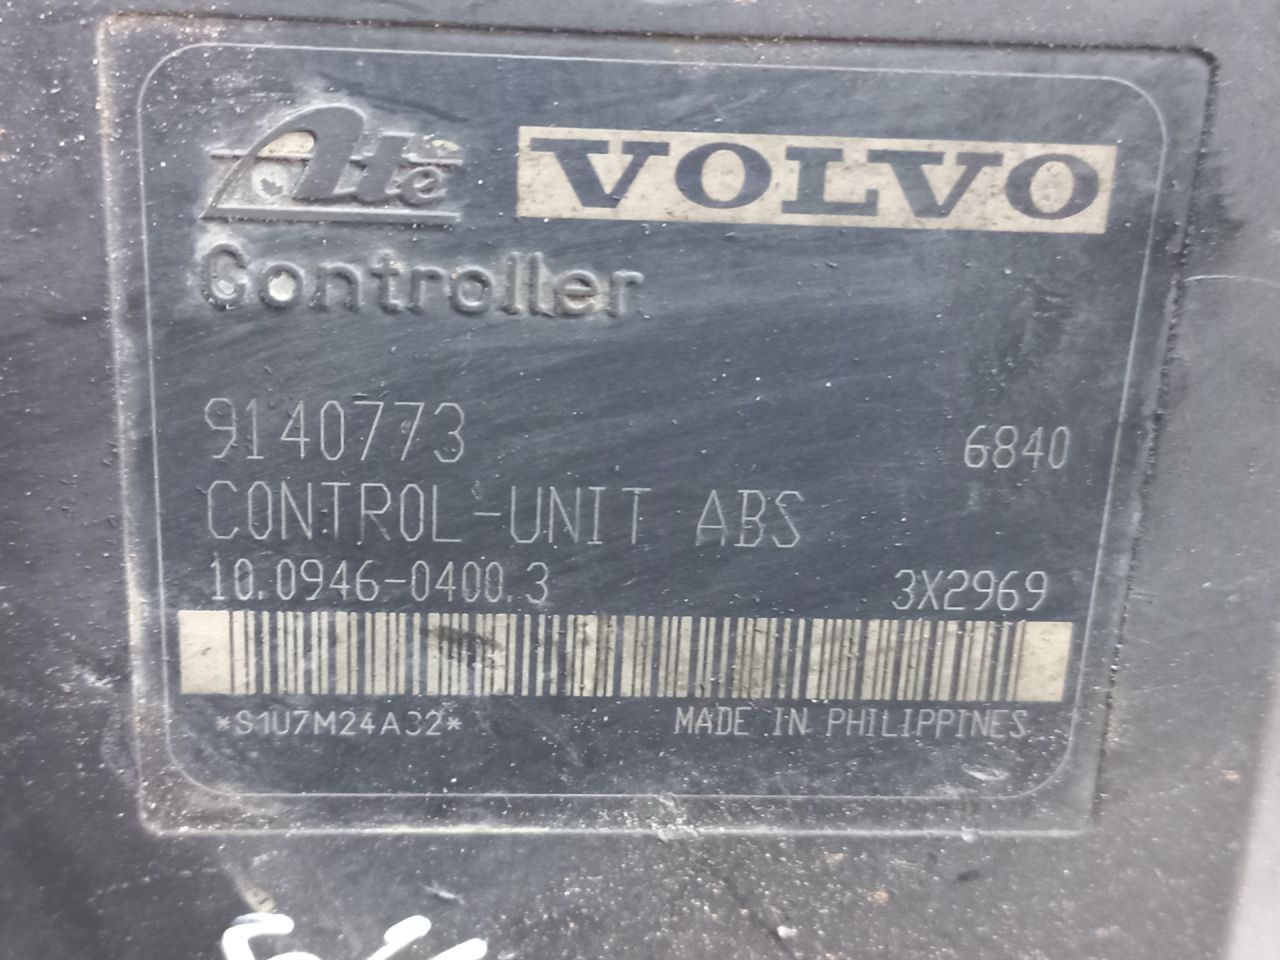 Ate VOLVO
Controller
9140773 6840
CONTROL-UNIT ABS
10.0946-0400.3 3X2969
*S1U7M24A32*
MADE IN PHILIPPINES